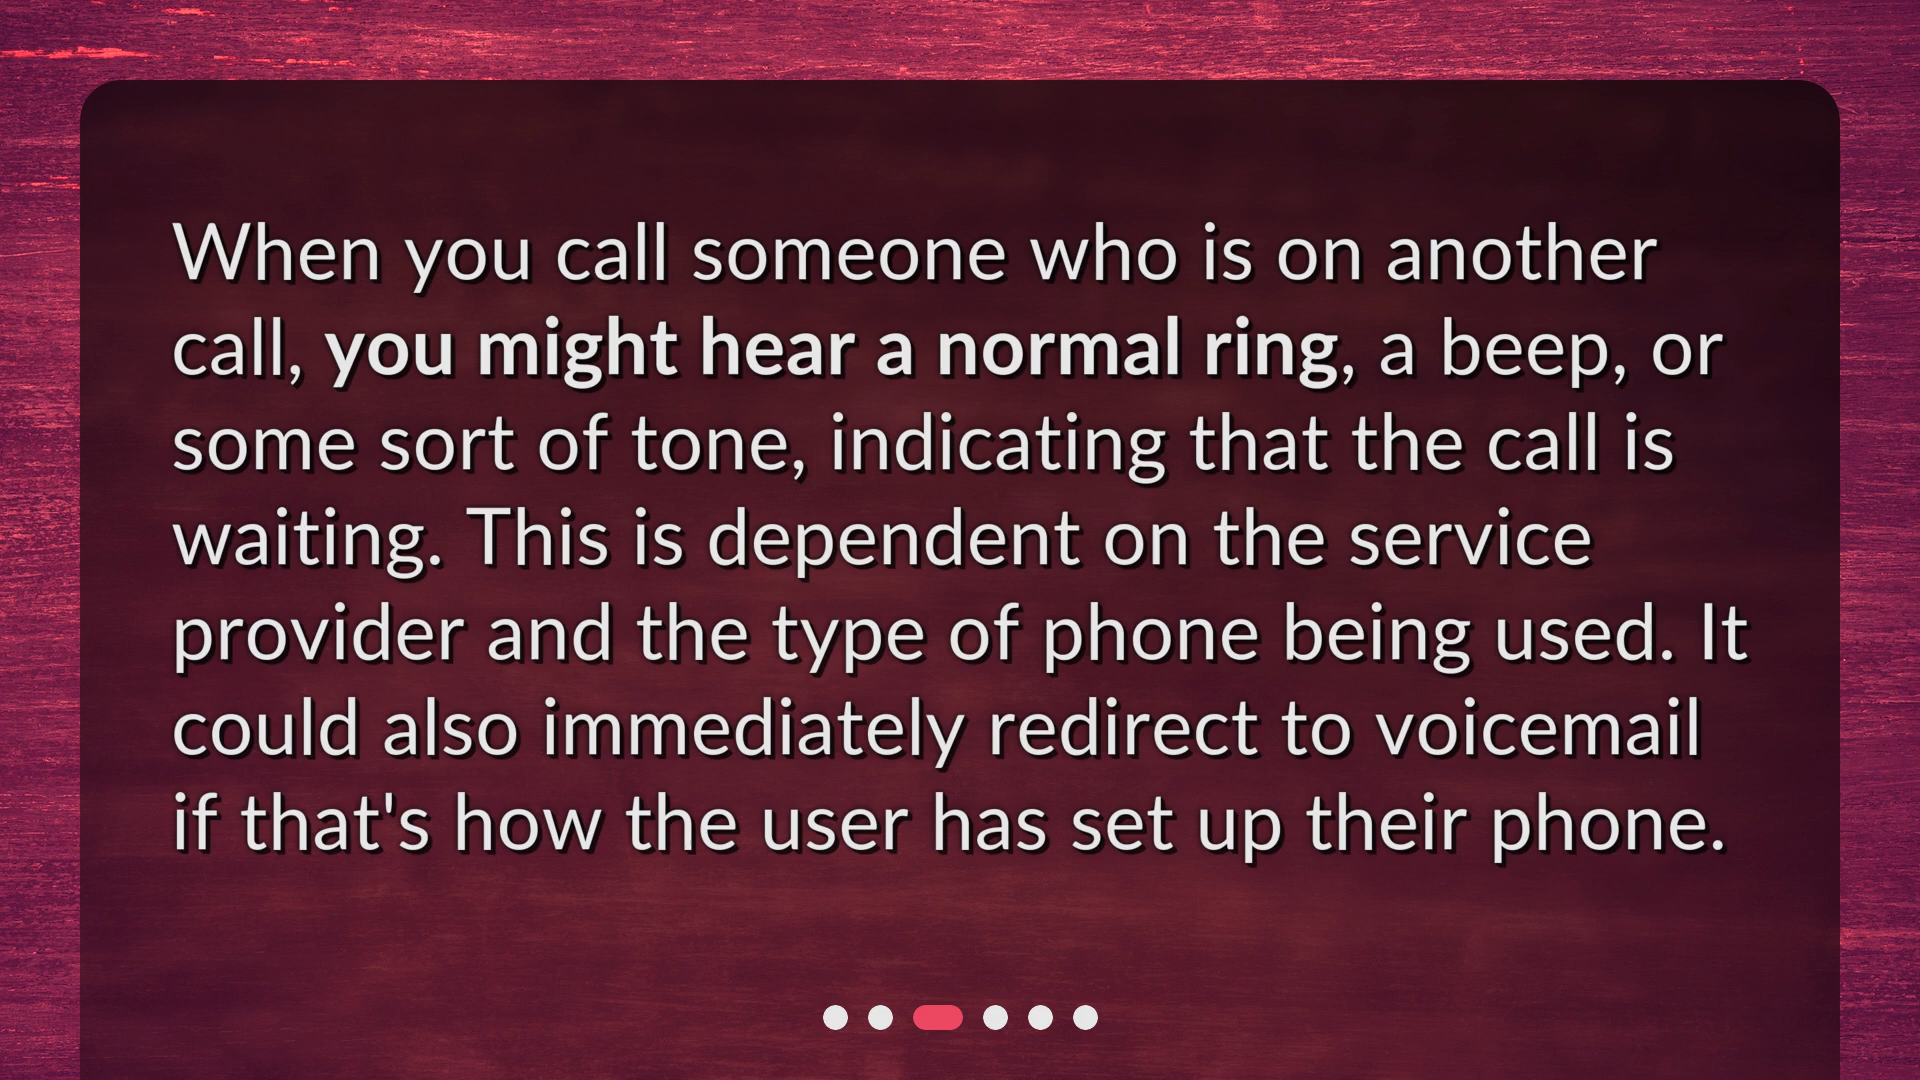 When you call someone who is on another
call, you might hear a normal ring, a beep, or
some sort of tone, indicating that the call is
waiting. This is dependent on the service
provider and the type of phone being used. It
could also immediately redirect to voicemail
if that's how the user has set up their phone.